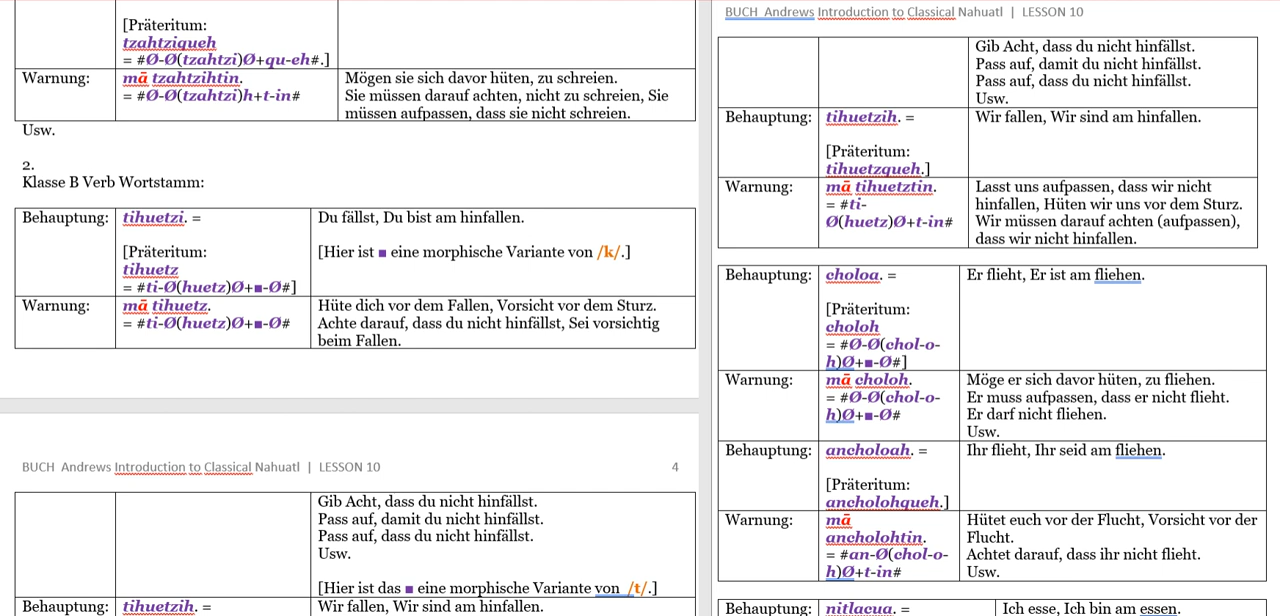 [Präteritum:
tzahtziqueh
= #Ø-Ø(tzahtzi)Ø+qu-eh#.]
Warnung:
mā tzahtzihtin.
= #Ø-Ø(tzahtzi)h+t-in#
Mögen sie sich davor hüten, zu schreien.
Sie müssen darauf achten, nicht zu schreien, Sie
müssen aufpassen, dass sie nicht schreien.
Usw.
2.
Klasse B Verb Wortstamm:
Behauptung:
tihuetzi. =
[Präteritum:
tihuetz
= #ti-Ø(huetz)Ø+■-Ø#]
Du fällst, Du bist am hinfallen.
[Hier ist ■ eine morphische Variante von /k/.]
Warnung:
mā tihuetz.
= #ti-Ø(huetz)Ø+■-Ø#
Hüte dich vor dem Fallen, Vorsicht vor dem Sturz.
Achte darauf, dass du nicht hinfällst, Sei vorsichtig
beim Fallen.
BUCH Andrews Introduction to Classical Nahuatl | LESSON 10 4
Gib Acht, dass du nicht hinfällst.
Pass auf, damit du nicht hinfällst.
Pass auf, dass du nicht hinfällst.
Usw.
[Hier ist das ■ eine morphische Variante von /t/.]
Behauptung:
tihuetzih. =
Wir fallen, Wir sind am hinfallen.
BUCH Andrews Introduction to Classical Nahuatl | LESSON 10
Gib Acht, dass du nicht hinfällst.
Pass auf, damit du nicht hinfällst.
Pass auf, dass du nicht hinfällst.
Usw.
Behauptung:
tihuetzih. =
[Präteritum:
tihuetzqueh.]
Wir fallen, Wir sind am hinfallen.
Warnung:
mā tihuetztin.
= #ti-
Ø(huetz)Ø+t-in#
Lasst uns aufpassen, dass wir nicht
hinfallen, Hüten wir uns vor dem Sturz.
Wir müssen darauf achten (aufpassen),
dass wir nicht hinfallen.
Behauptung:
choloa. =
[Präteritum:
choloh
= #Ø-Ø(chol-o-
h)Ø+■-Ø#]
Er flieht, Er ist am fliehen.
Warnung:
mā choloh.
= #Ø-Ø(chol-o-
h)Ø+■-Ø#
Möge er sich davor hüten, zu fliehen.
Er muss aufpassen, dass er nicht flieht.
Er darf nicht fliehen.
Usw.
Behauptung:
ancholoah. =
[Präteritum:
ancholohqueh.]
Ihr flieht, Ihr seid am fliehen.
Warnung:
mā
ancholohtin.
= #an-Ø(chol-o-
h)Ø+t-in#
Hütet euch vor der Flucht, Vorsicht vor der
Flucht.
Achtet darauf, dass ihr nicht flieht.
Usw.
Behauptung:
nitlacua. =
Ich esse, Ich bin am essen.